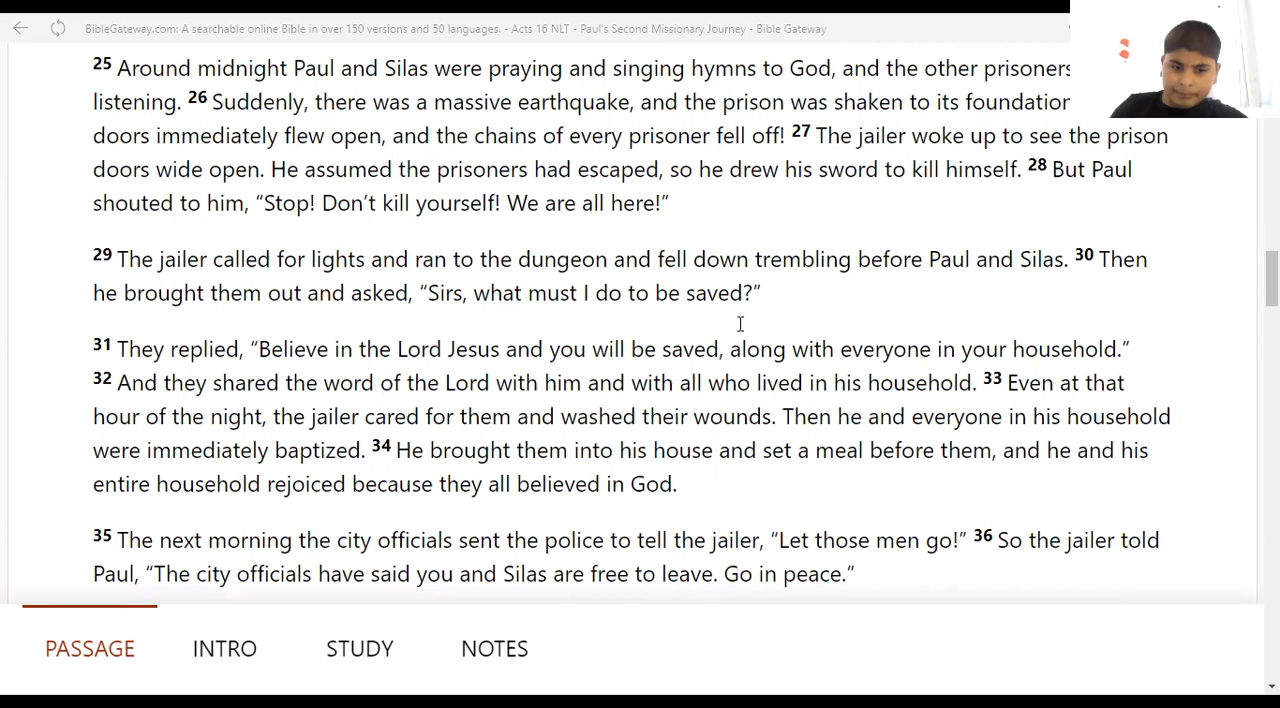 BibleGateway.com: A searchable online Bible in over 150 versions and 50 languages. - Acts 16 NLT - Paul's Second Missionary Journey - Bible Gateway
25 Around midnight Paul and Silas were praying and singing hymns to God, and the other prisoners
listening. 26 Suddenly, there was a massive earthquake, and the prison was shaken to its foundation
doors immediately flew open, and the chains of every prisoner fell off! 27 The jailer woke up to see the prison
doors wide open. He assumed the prisoners had escaped, so he drew his sword to kill himself. 28 But Paul
shouted to him, “Stop! Don’t kill yourself! We are all here!”
29 The jailer called for lights and ran to the dungeon and fell down trembling before Paul and Silas. 30 Then
he brought them out and asked, “Sirs, what must I do to be saved?”
31 They replied, “Believe in the Lord Jesus and you will be saved, along with everyone in your household.”
32 And they shared the word of the Lord with him and with all who lived in his household. 33 Even at that
hour of the night, the jailer cared for them and washed their wounds. Then he and everyone in his household
were immediately baptized. 34 He brought them into his house and set a meal before them, and he and his
entire household rejoiced because they all believed in God.
35 The next morning the city officials sent the police to tell the jailer, “Let those men go!” 36 So the jailer told
Paul, “The city officials have said you and Silas are free to leave. Go in peace.”
PASSAGE INTRO STUDY NOTES